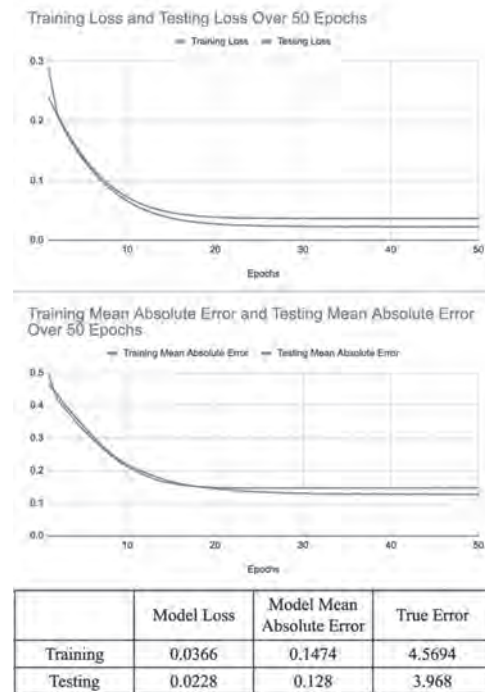 Training Loss and Testing Loss Over 50 Epochs
Training Loss Testing Loss
0.3
0.2
0.1
0.0
10 20 30 40 50
Epochs
Training Mean Absolute Error and Testing Mean Absolute Error
Over 50 Epochs
Training Mean Absolute Error Testing Mean Absolute Error
0.5
0.4
0.3
0.2
0.1
0.0
10 20 30 40 50
Epochs
Model Loss Model Mean Absolute Error True Error
Training 0.0366 0.1474 4.5694
Testing 0.0228 0.128 3.968